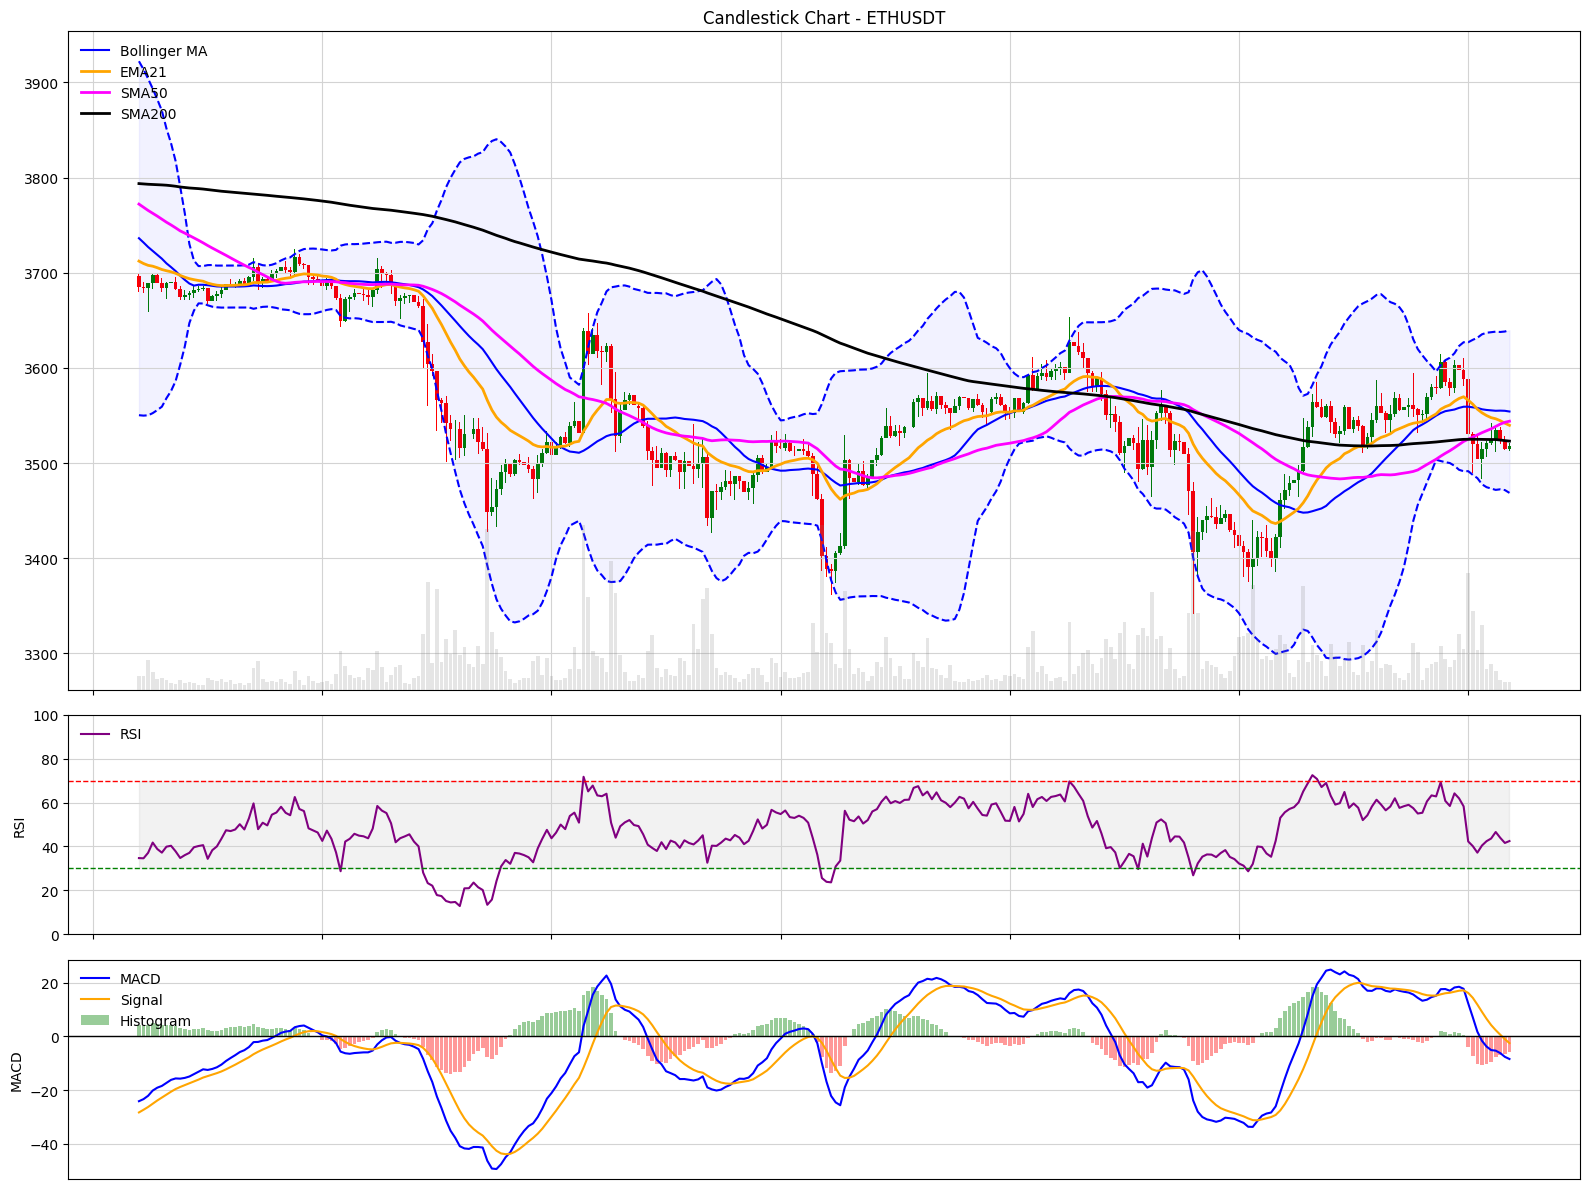 Candlestick Chart - ETHUSDT
Bollinger MA
EMA21
SMA50
SMA200
3900
3800
3700
3600
3500
3400
3300
RSI
100
80
60
40
20
0
RSI
MACD
Signal
Histogram
20
0
−20
−40
MACD